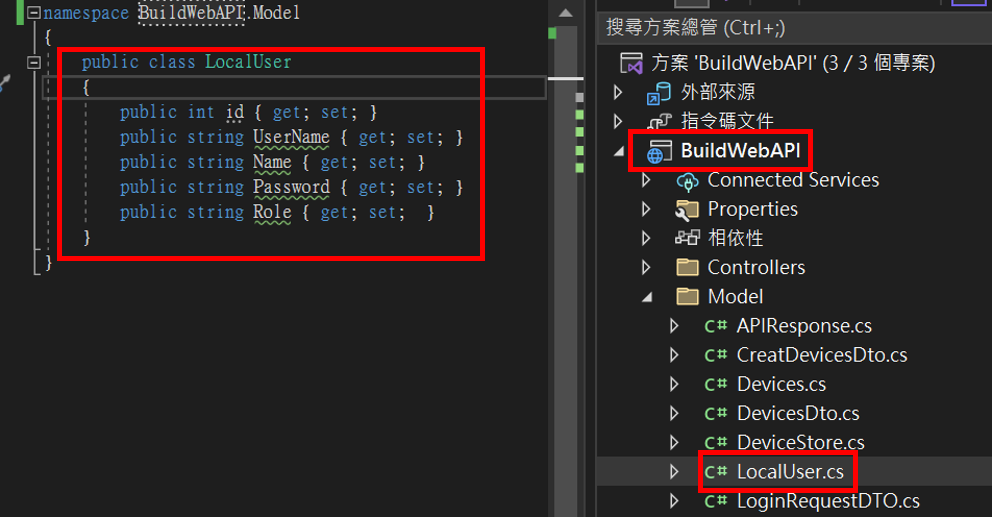 namespace BuildWebAPI.Model
{
public class LocalUser
{
public int id { get; set; }
public string UserName { get; set; }
public string Name { get; set; }
public string Password { get; set; }
public string Role { get; set;  }
}
}
搜尋方案總管 (Ctrl+;)
方案 'BuildWebAPI' (3 / 3 個專案)
外部來源
指令碼文件
BuildWebAPI
Connected Services
Properties
相依性
Controllers
Model
C# APIResponse.cs
C# CreatDevicesDto.cs
C# Devices.cs
C# DevicesDto.cs
C# DeviceStore.cs
C# LocalUser.cs
C# LoginRequestDTO.cs